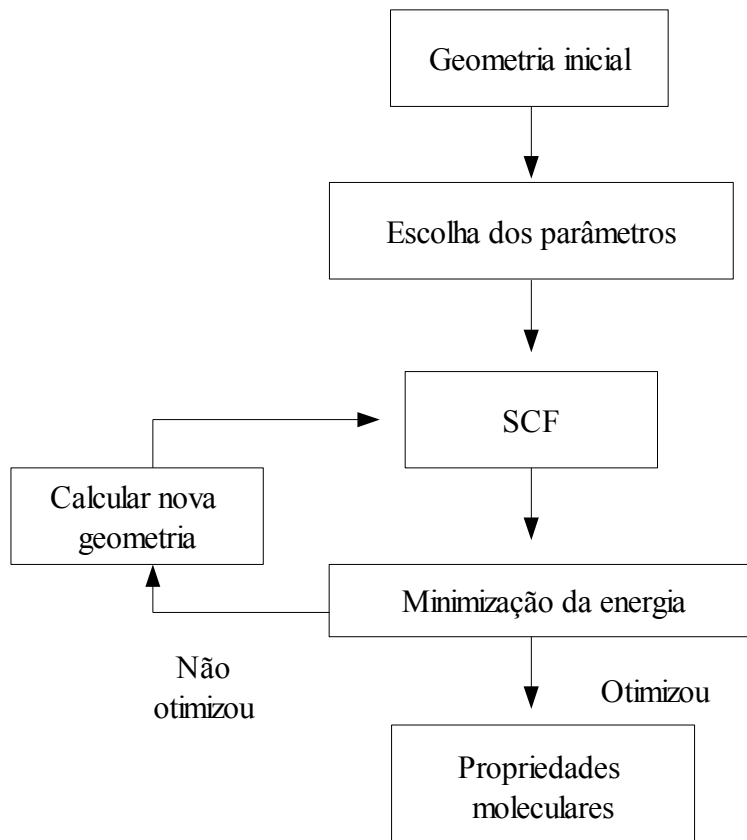 Geometria inicial
Escolha dos parâmetros
SCF
Calcular nova
geometria
Minimização da energia
Não
otimizou
Otimizou
Propriedades
moleculares